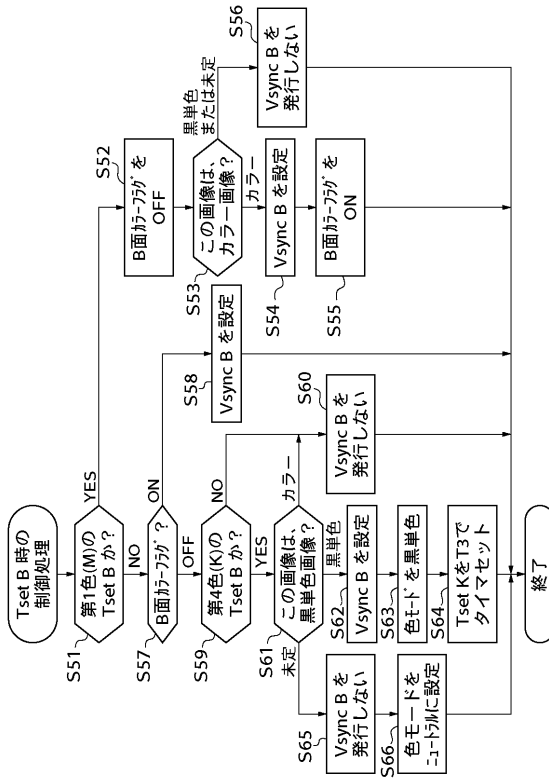 Tset B 時の
制御処理
S51
第1色(M)の
Tset B か?
YES
NO
S52
B面カラーフラグを
OFF
S53
この画像は、
カラー画像?
黒単色
または未定
カラー
S54
Vsync B を設定
S55
B面カラーフラグを
ON
S56
Vsync B を
発行しない
S57
B面カラーフラグ?
ON
OFF
S58
Vsync B を設定
S59
第4色(K)の
Tset B か?
NO
YES
S60
Vsync B を
発行しない
S61
この画像は、
黒単色画像?
カラー
黒単色
未定
S62
Vsync B を設定
S63
色モードを黒単色
S64
Tset KをT3で
タイマセット
S65
Vsync B を
発行しない
S66
色モードを
ニュートラルに設定
終了